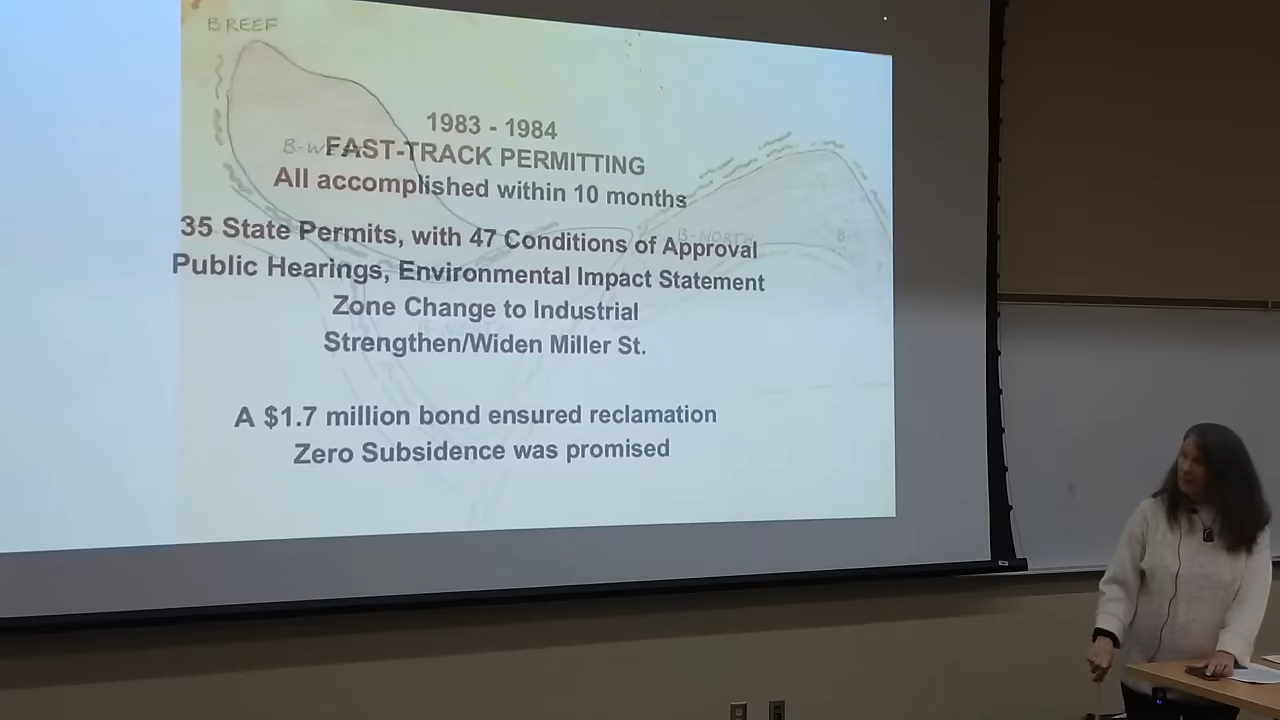 B REEF
1983 - 1984
FAST-TRACK PERMITTING
All accomplished within 10 months
35 State Permits, with 47 Conditions of Approval
B-NORTH
Public Hearings, Environmental Impact Statement
Zone Change to Industrial
Strengthen/Widen Miller St.
A $1.7 million bond ensured reclamation
Zero Subsidence was promised